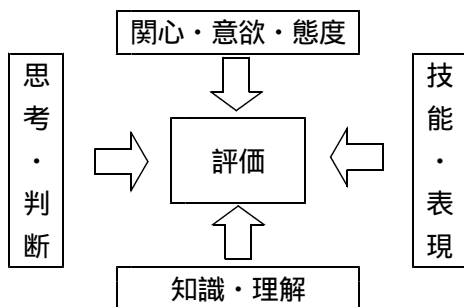 関心・意欲・態度
思考・判断
評価
技能・表現
知識・理解